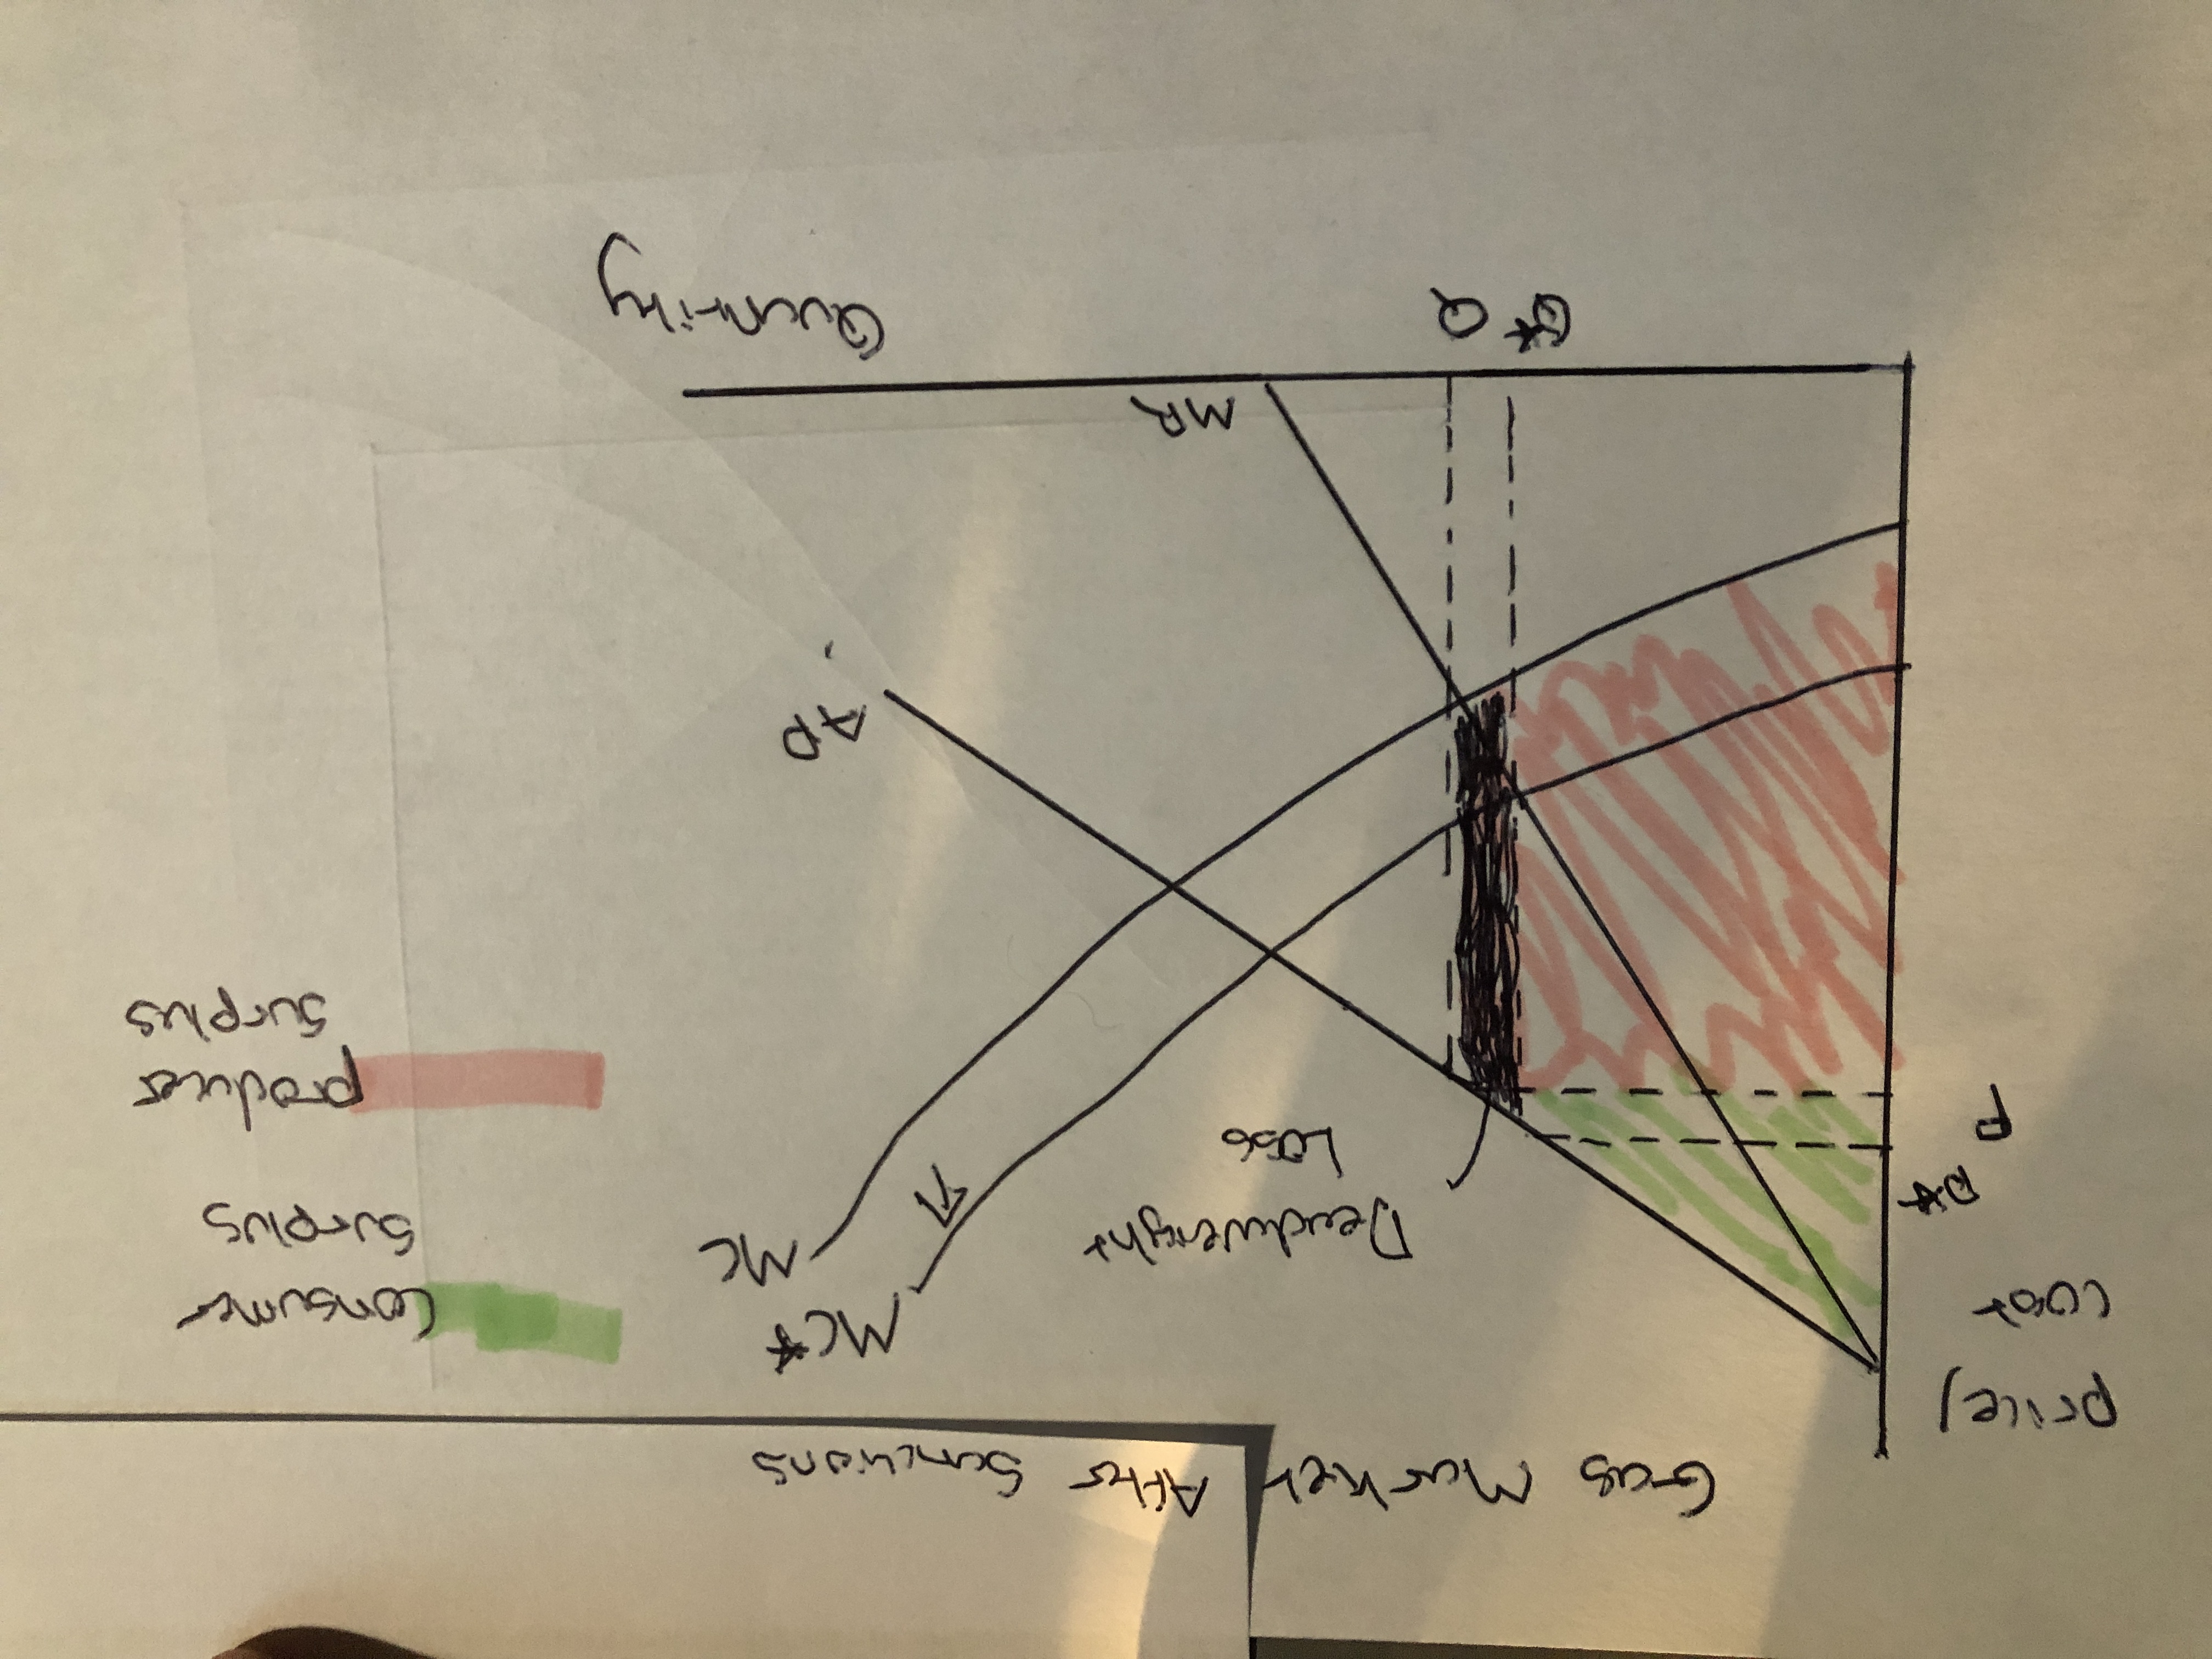 Gas Market After Sanctions
Price/
cost
P*
P
MC*
MC
Consumer
Surplus
producer
Surplus
Deadweight
Loss
AR
MR
Q*
Q
Quantity